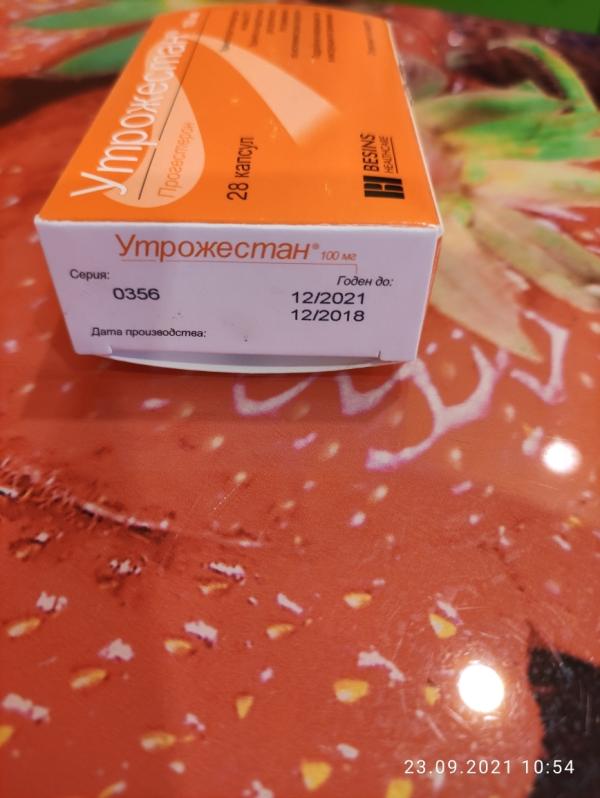 Утрожестан
Прогестерон
28 капсул
BESINS
HEALTHCARE
Утрожестан® 100 мг
Серия:
Годен до:
0356
12/2021
12/2018
Дата производства:
23.09.2021 10:54